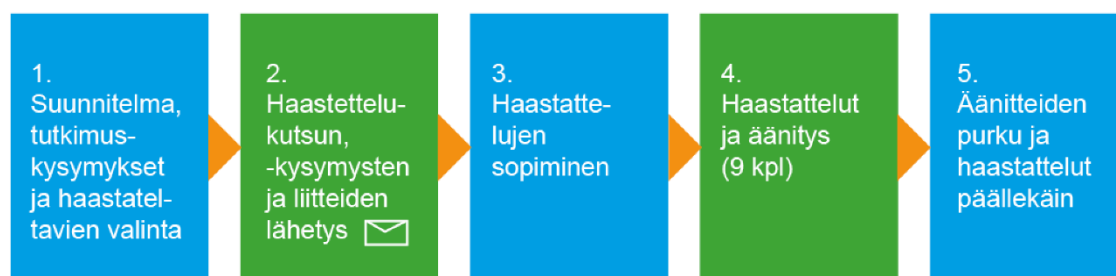 1.
Suunnitelma,
tutkimus-
kysymykset
ja haastatel-
tavien valinta
2.
Haastettelu-
kutsun,
-kysymysten
ja liitteiden
lähetys
3.
Haastatte-
lujen
sopiminen
4.
Haastattelut
ja äänitys
(9 kpl)
5.
Äänitteiden
purku ja
haastattelut
päällekäin